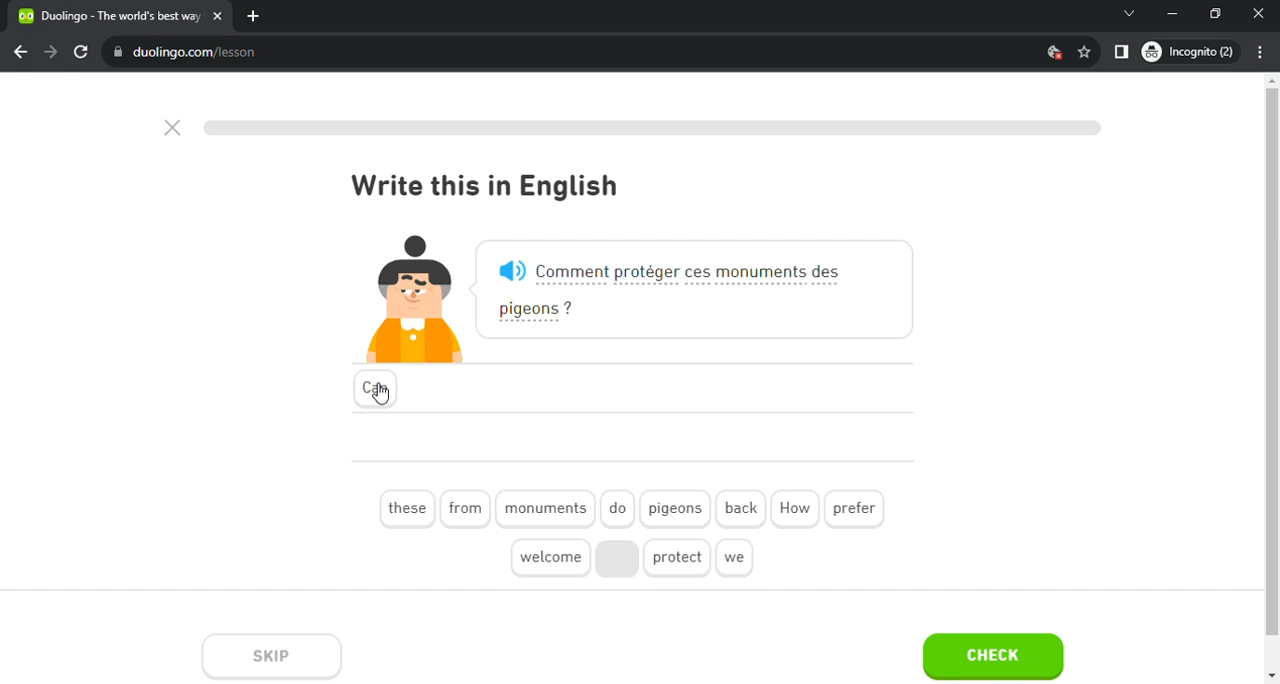 Duolingo - The world's best way
duolingo.com/lesson
Incognito (2)
Write this in English
Comment protéger ces monuments des
pigeons ?
Can
these from monuments do pigeons back How prefer
welcome protect we
SKIP
CHECK